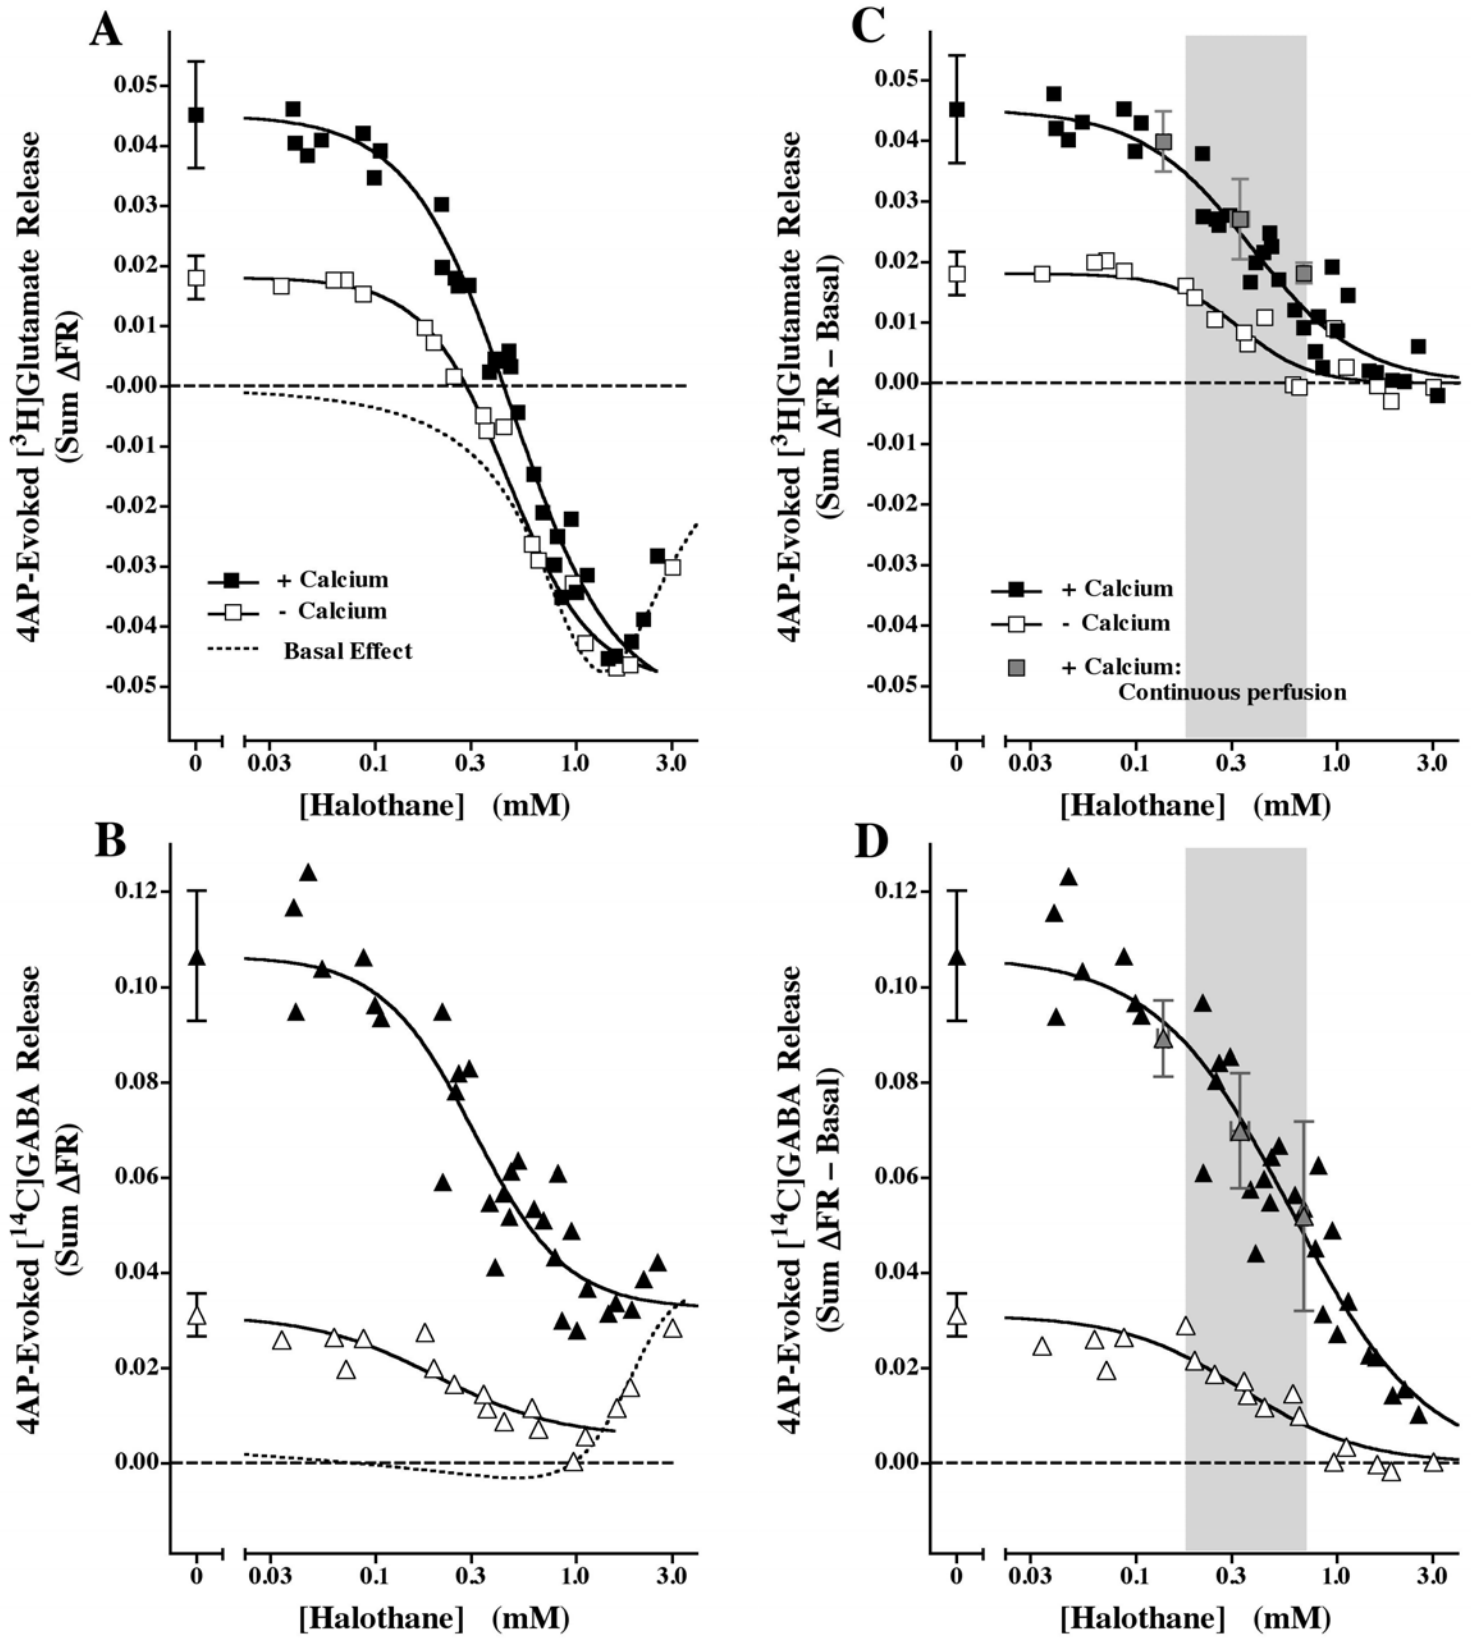 A
4AP-Evoked [³H]Glutamate Release
(Sum ΔFR)
0.05
0.04
0.03
0.02
0.01
-0.00
-0.01
-0.02
-0.03
-0.04
-0.05
+ Calcium
- Calcium
Basal Effect
0 0.03 0.1 0.3 1.0 3.0
[Halothane] (mM)
C
4AP-Evoked [³H]Glutamate Release
(Sum ΔFR – Basal)
0.05
0.04
0.03
0.02
0.01
0.00
-0.01
-0.02
-0.03
-0.04
-0.05
+ Calcium
- Calcium
+ Calcium:
Continuous perfusion
0 0.03 0.1 0.3 1.0 3.0
[Halothane] (mM)
B
4AP-Evoked [¹⁴C]GABA Release
(Sum ΔFR)
0.12
0.10
0.08
0.06
0.04
0.02
0.00
0 0.03 0.1 0.3 1.0 3.0
[Halothane] (mM)
D
4AP-Evoked [¹⁴C]GABA Release
(Sum ΔFR – Basal)
0.12
0.10
0.08
0.06
0.04
0.02
0.00
0 0.03 0.1 0.3 1.0 3.0
[Halothane] (mM)